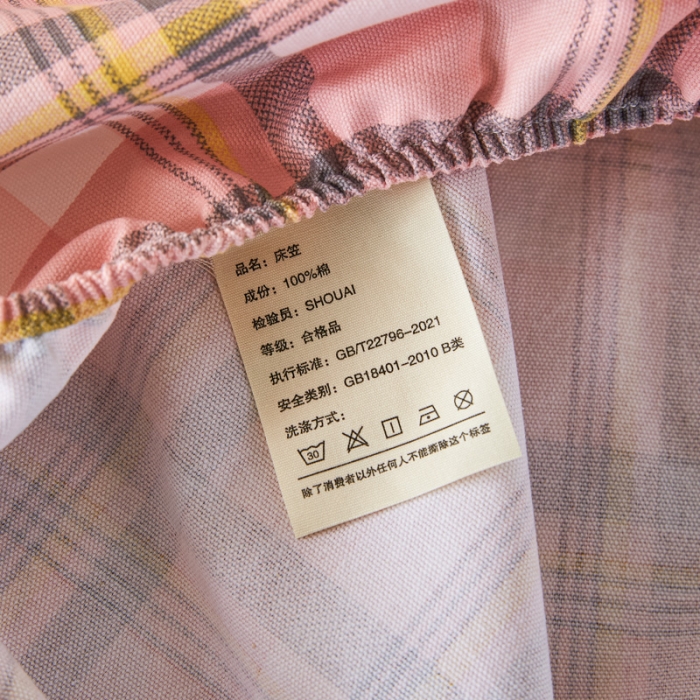 品名：床笠
成份：100%棉
检验员：SHOUAI
等级：合格品
执行标准：GB/T22796-2021
安全类别：GB18401-2010 B类
洗涤方式：
30
除了消费者以外任何人不能撕除这个标签